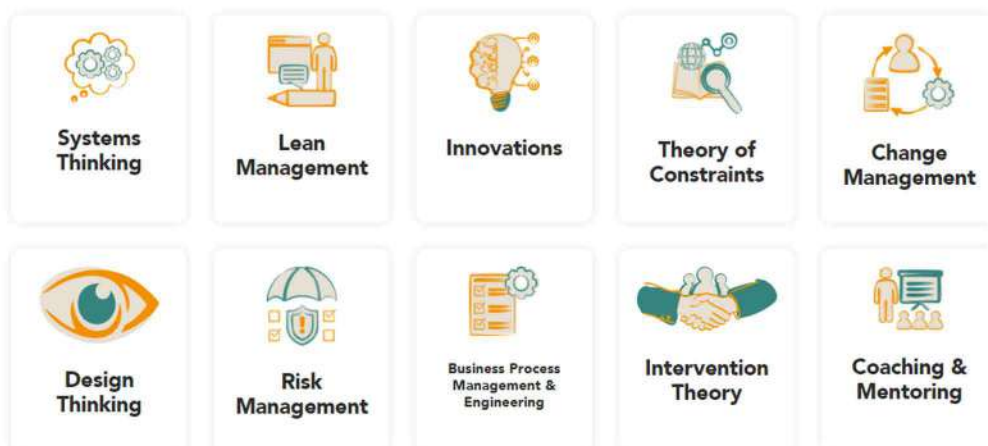 Systems
Thinking
Lean
Management
Innovations
Theory of
Constraints
Change
Management
Design
Thinking
Risk
Management
Business Process
Management &
Engineering
Intervention
Theory
Coaching &
Mentoring